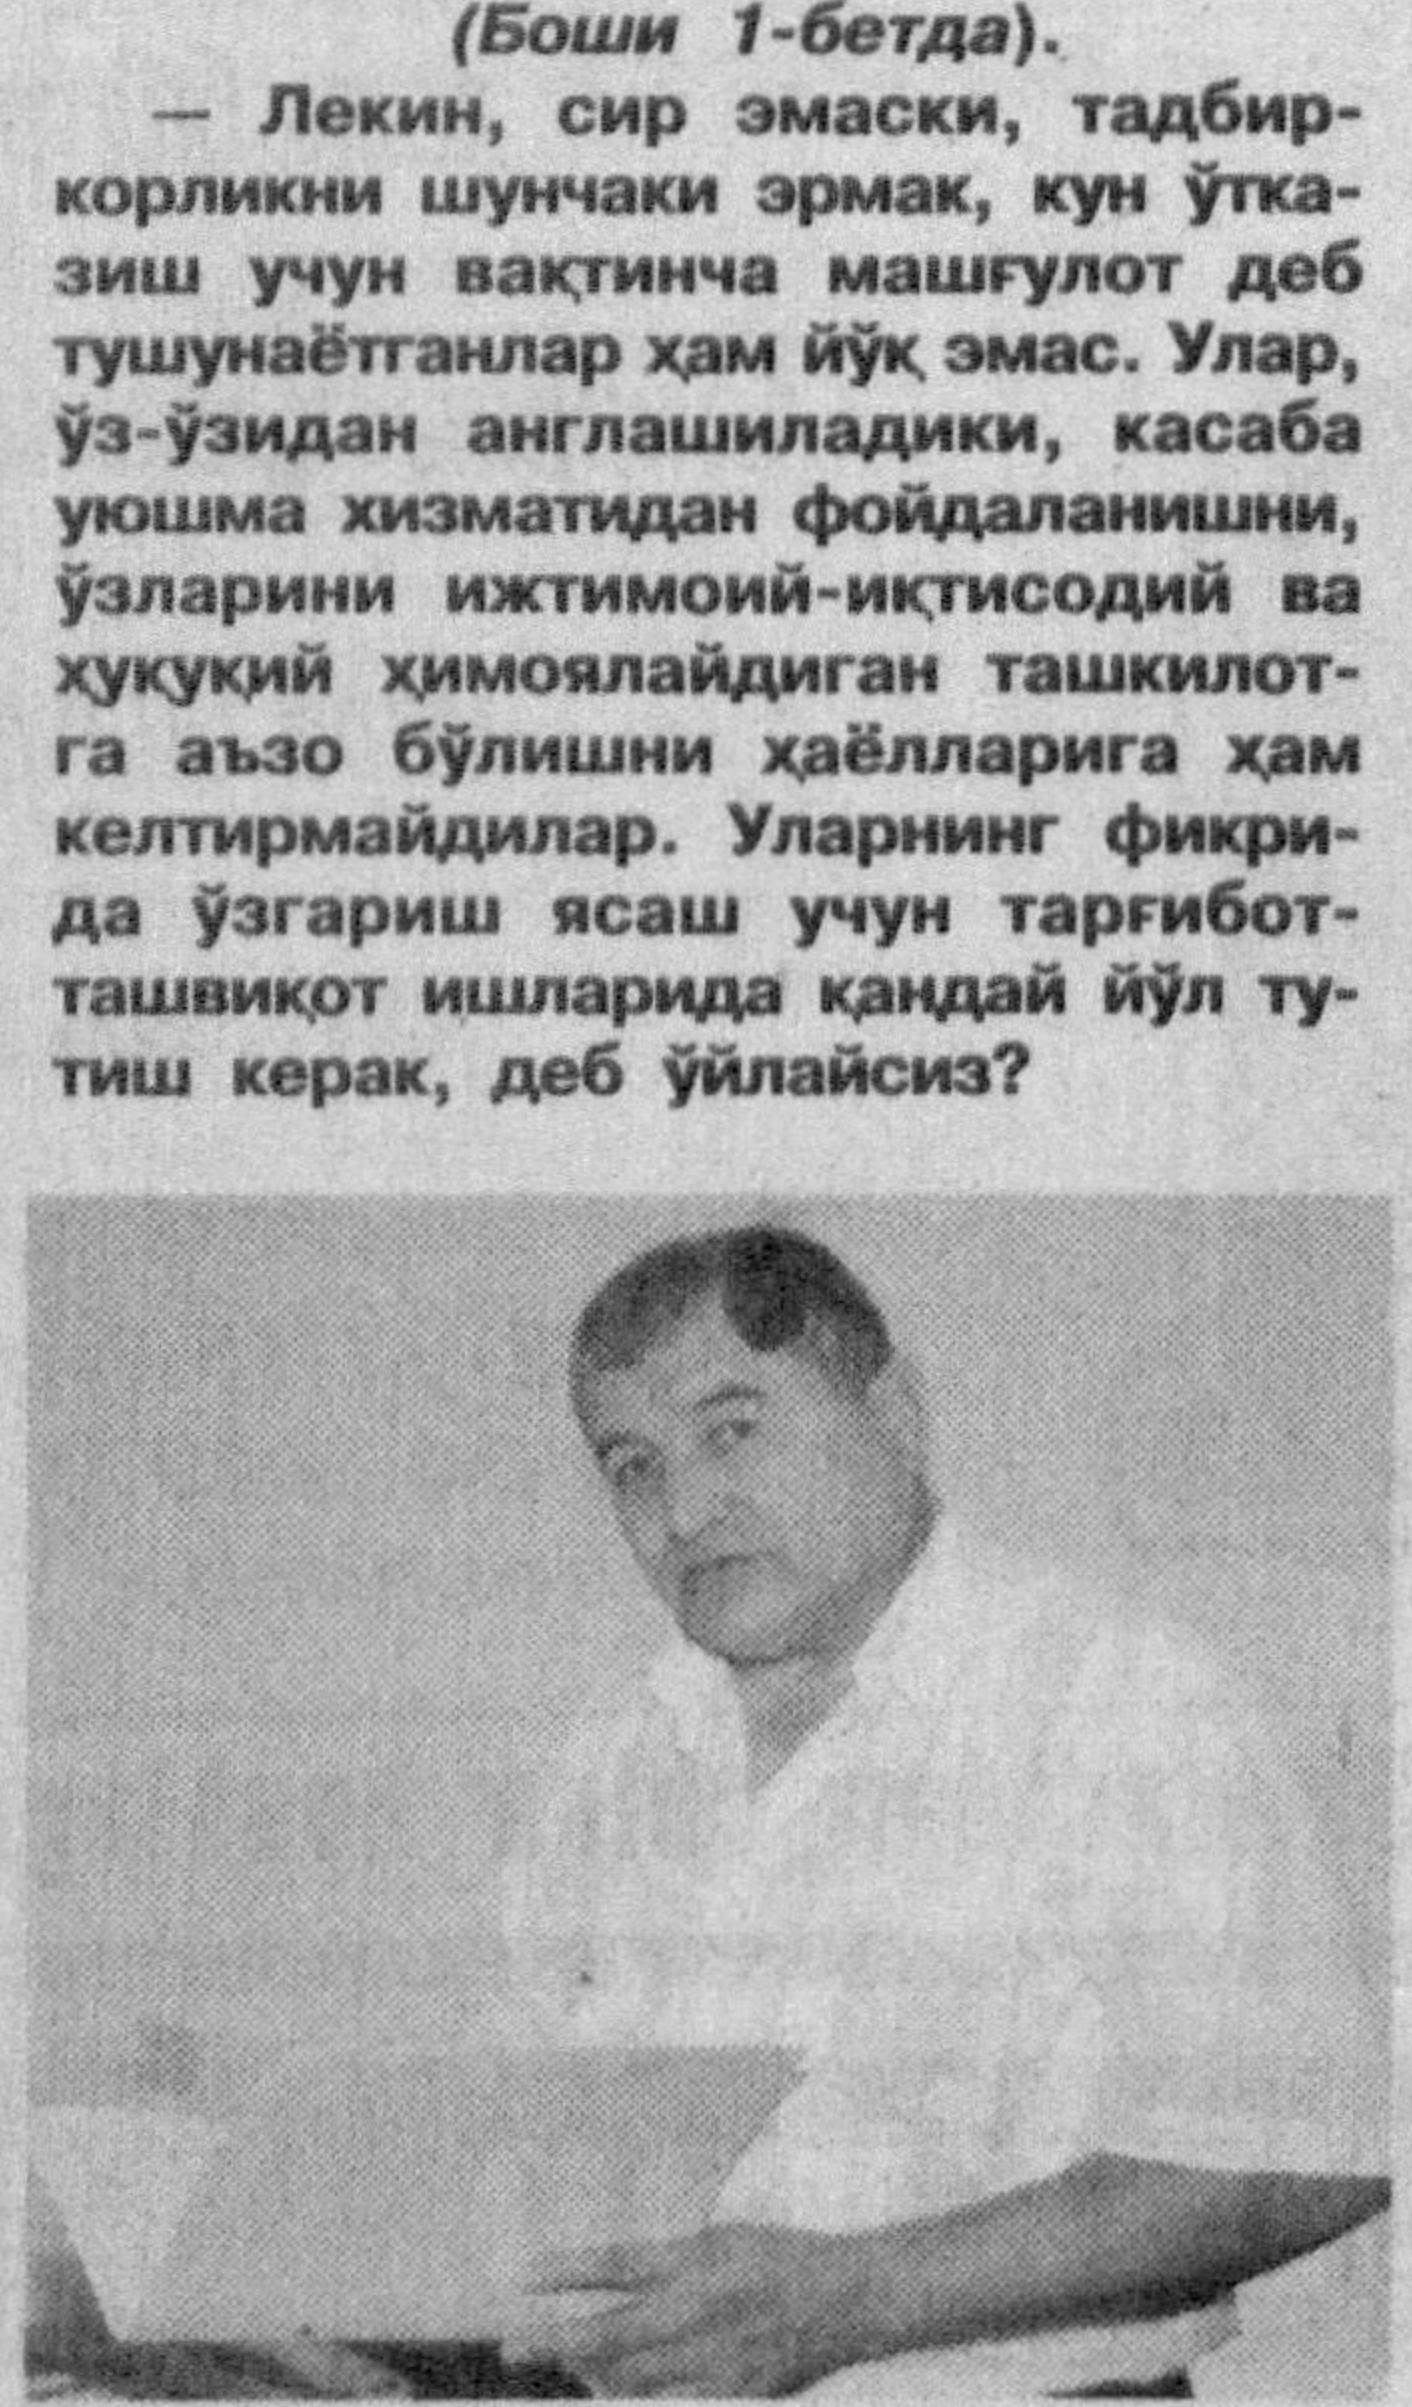 (Боши 1-бетда).
— Лекин, сир эмаски, тадбир-
корликни шунчаки эрмак, кун ўтка-
зиш учун вақтинча машғулот деб
тушунаётганлар ҳам йўқ эмас. Улар,
ўз-ўзидан англашиладики, касаба
уюшма хизматидан фойдаланишни,
ўзларини ижтимоий-иқтисодий ва
ҳуқуқий ҳимоялайдиган ташкилот-
га аъзо бўлишни ҳаёлларига ҳам
келтирмайдилар. Уларнинг фикри-
да ўзгариш ясаш учун тарғибот-
ташвиқот ишларида қандай йўл ту-
тиш керак, деб ўйлайсиз?